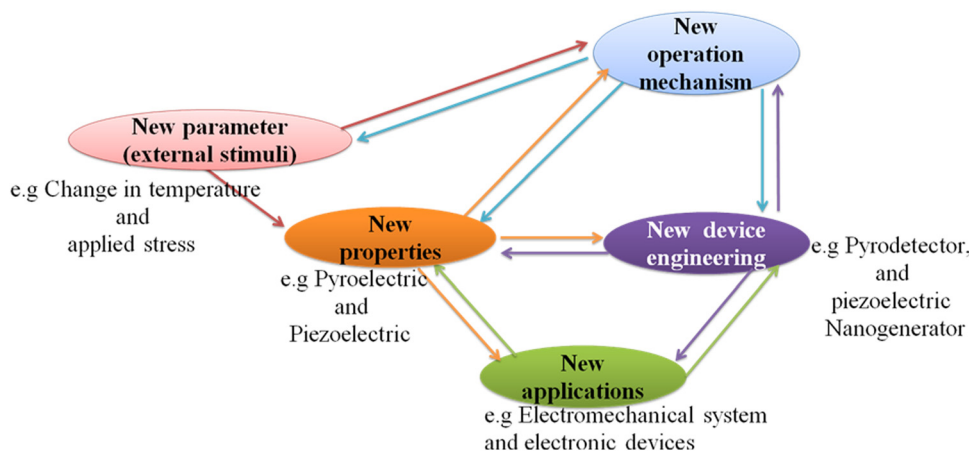 New
operation
mechanism
New parameter
(external stimuli)
e.g Change in temperature
and
applied stress
New
properties
e.g Pyroelectric
and
Piezoelectric
New device
engineering
e.g Pyrodetector,
and
piezoelectric
Nanogenerator
New
applications
e.g Electromechanical system
and electronic devices